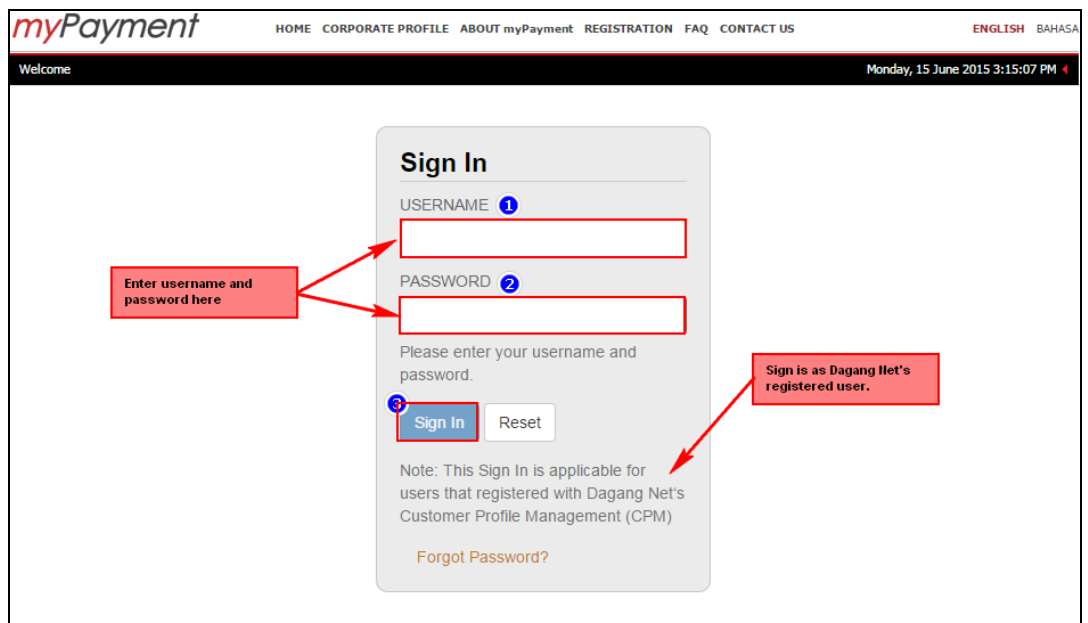 myPayment
HOME CORPORATE PROFILE ABOUT myPayment REGISTRATION FAQ CONTACT US ENGLISH BAHASA
Welcome Monday, 15 June 2015 3:15:07 PM
Sign In
USERNAME 1
Enter username and
password here
PASSWORD 2
Please enter your username and
password.
3
Sign In Reset
Sign is as Dagang Net's
registered user.
Note: This Sign In is applicable for
users that registered with Dagang Net's
Customer Profile Management (CPM)
Forgot Password?